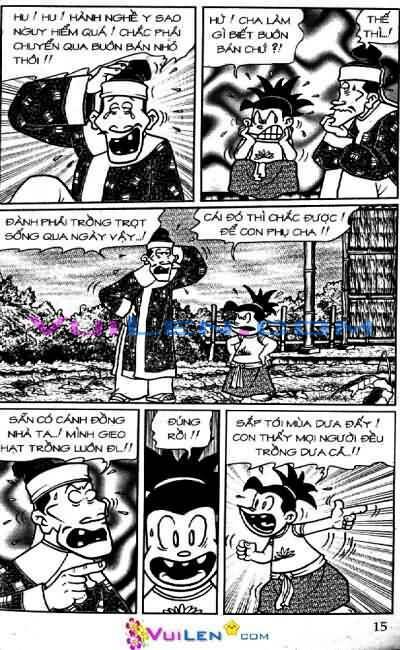 HU! HU! HÀNH NGHỀ Y SAO
NGUY HIỂM QUÁ! CHẮC PHẢI
CHUYỂN QUA BUÔN BÁN NHỎ
THÔI!!
HỪ! CHA LÀM
GÌ BIẾT BUÔN
BÁN CHỨ?!
THẾ
THÌ..!
ĐÀNH PHẢI TRỒNG TRỌT
SỐNG QUA NGÀY VẬY..!
CÁI ĐÓ THÌ CHẮC ĐƯỢC!
ĐỂ CON PHỤ CHA!!
VUILEN.COM
SẴN CÓ CÁNH ĐỒNG
NHÀ TA..! MÌNH GIEO
HẠT TRỒNG LUÔN ĐI..!!
ĐÚNG
RỒI!!
SẮP TỚI MÙA DƯA ĐẤY!
CON THẤY MỌI NGƯỜI ĐỀU
TRỒNG DƯA CẢ..!!
15
VUILEN.COM